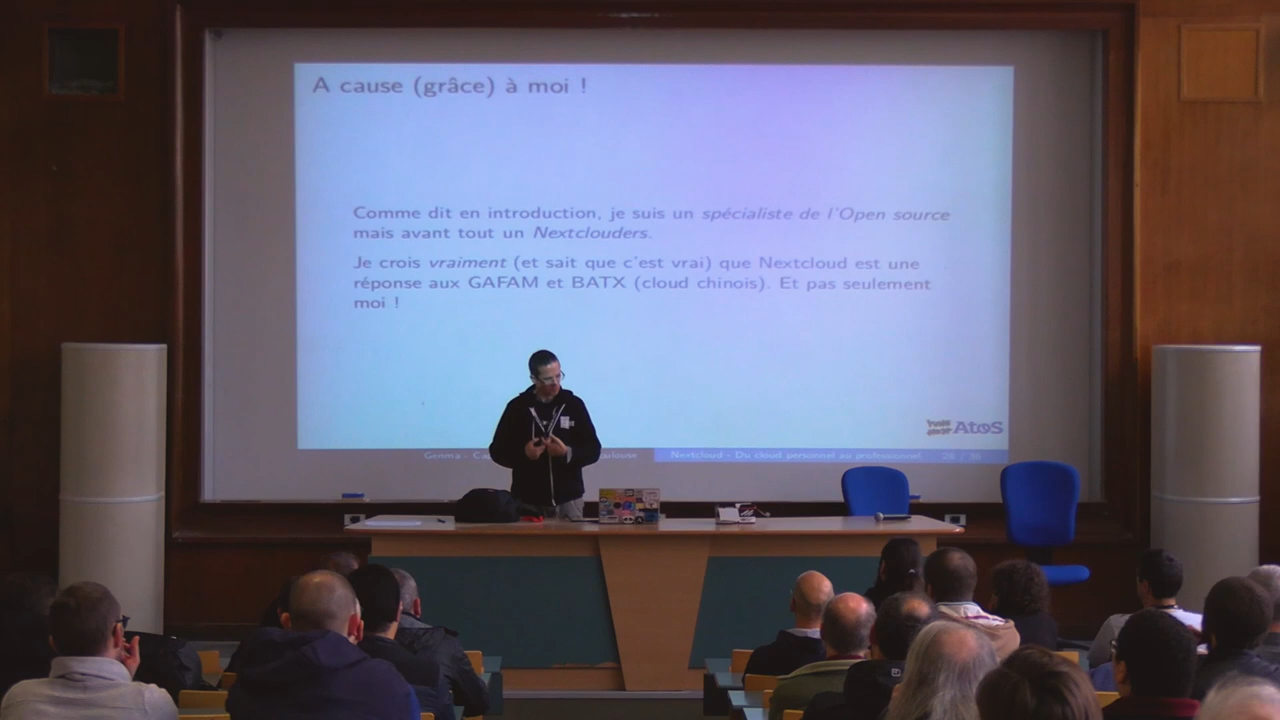 A cause (grâce) à moi !
Comme dit en introduction, je suis un spécialiste de l'Open source
mais avant tout un Nextclouders.
Je crois vraiment (et sait que c'est vrai) que Nextcloud est une
réponse aux GAFAM et BATX (cloud chinois). Et pas seulement
moi !
AtoS
Genma - Toulouse
Nextcloud - Du cloud personnel au professionnel